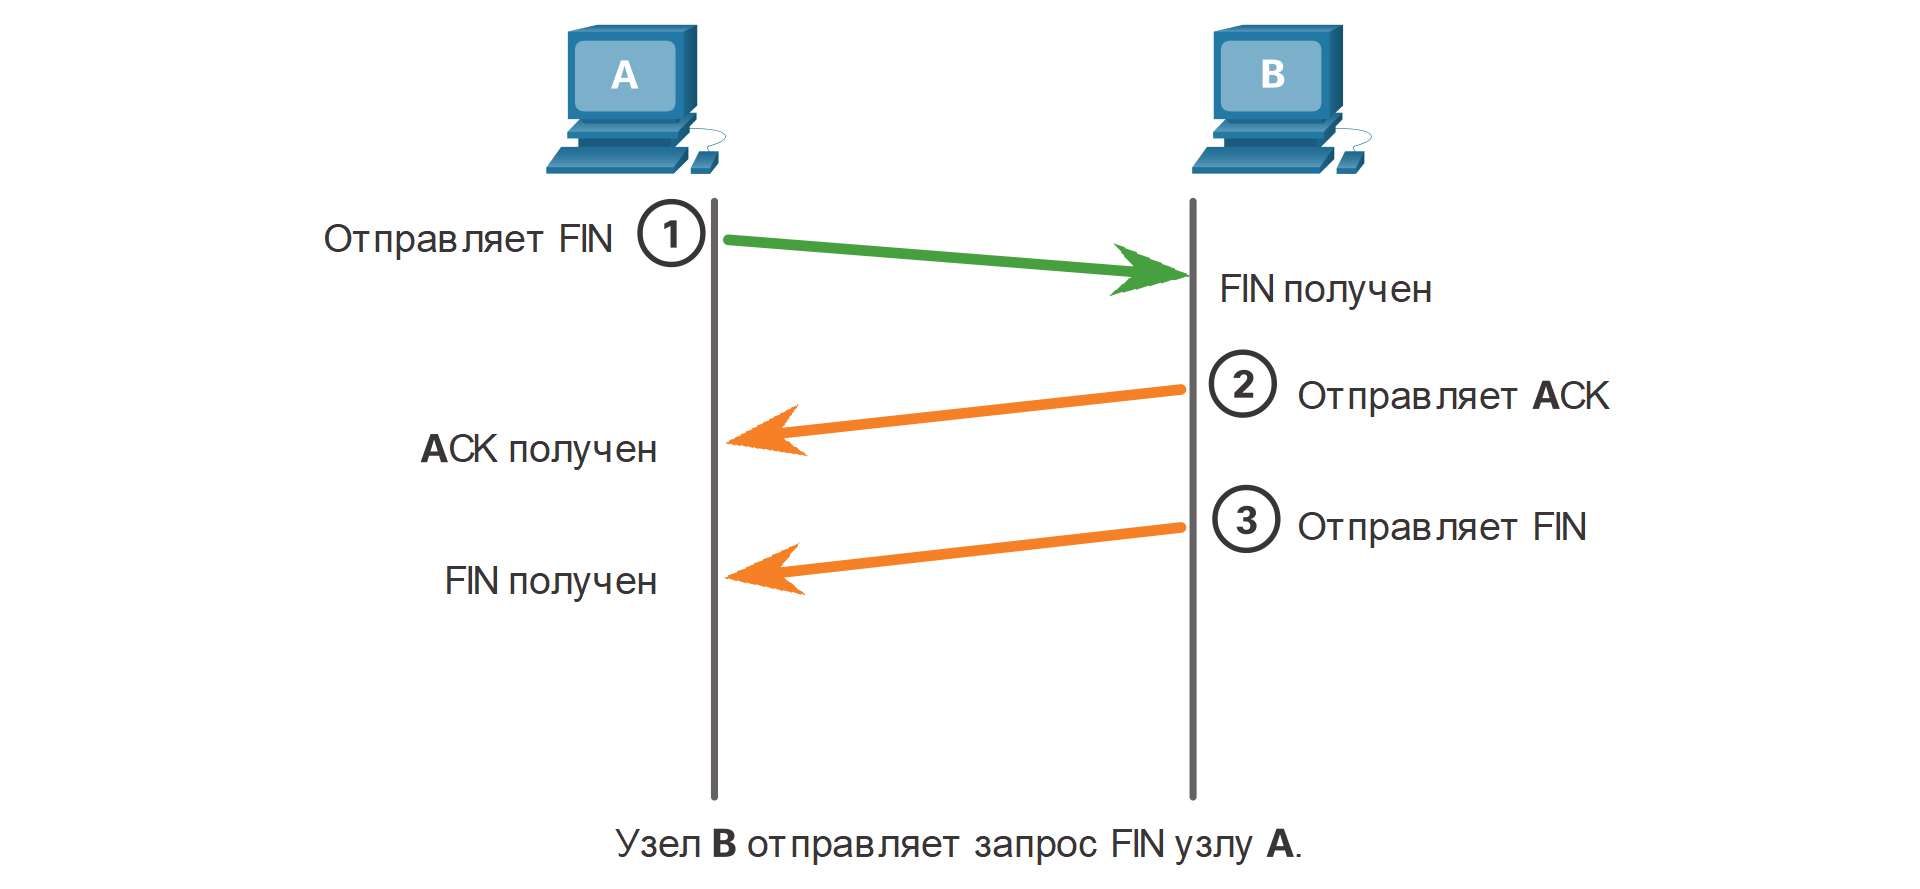 A
B
Отправляет FIN 1
FIN получен
2 Отправляет ACK
ACK получен
3 Отправляет FIN
FIN получен
Узел B отправляет запрос FIN узлу A.